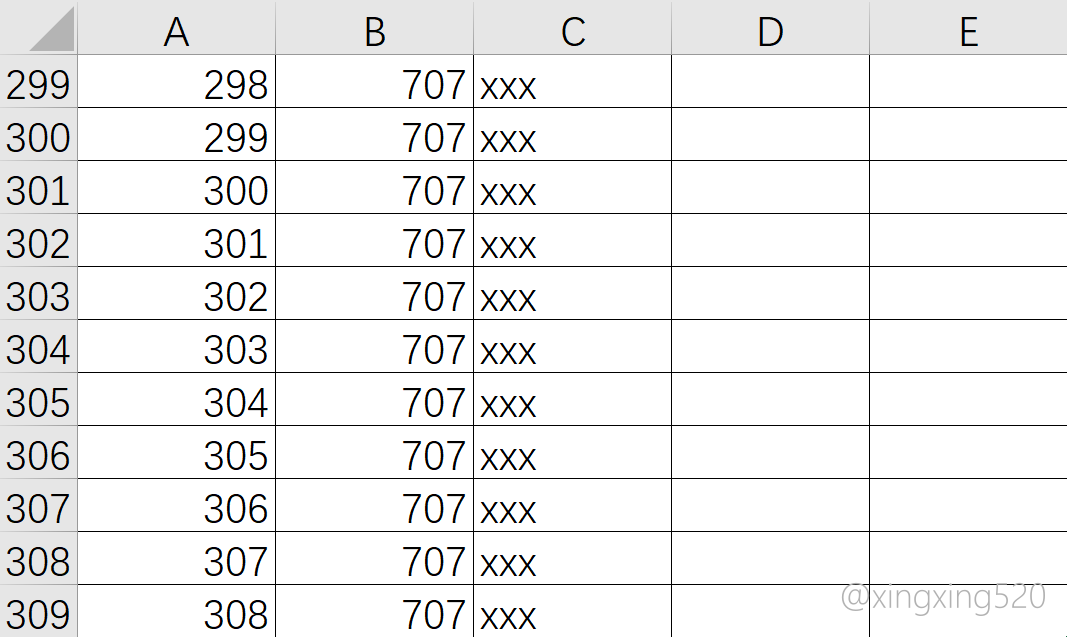 A B C D E
299 298 707 xxx
300 299 707 xxx
301 300 707 xxx
302 301 707 xxx
303 302 707 xxx
304 303 707 xxx
305 304 707 xxx
306 305 707 xxx
307 306 707 xxx
308 307 707 xxx
@xingxing520
309 308 707 xxx